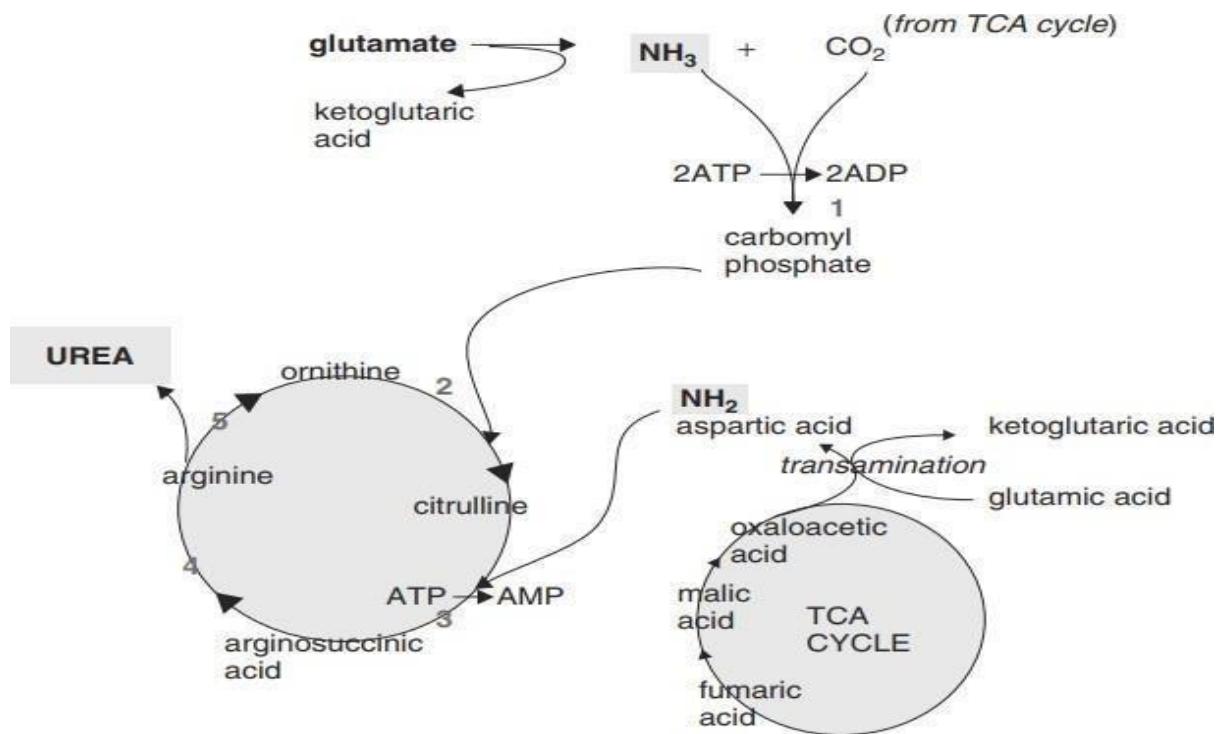 (from TCA cycle)
glutamate
NH3 + CO2
ketoglutaric
acid
2ATP 2ADP
1
carbomyl
phosphate
UREA
ornithine
2
NH2
aspartic acid
ketoglutaric acid
5
transamination
arginine
citrulline
glutamic acid
oxaloacetic
acid
4
ATP AMP
3
malic
acid
TCA
CYCLE
arginosuccinic
acid
fumaric
acid